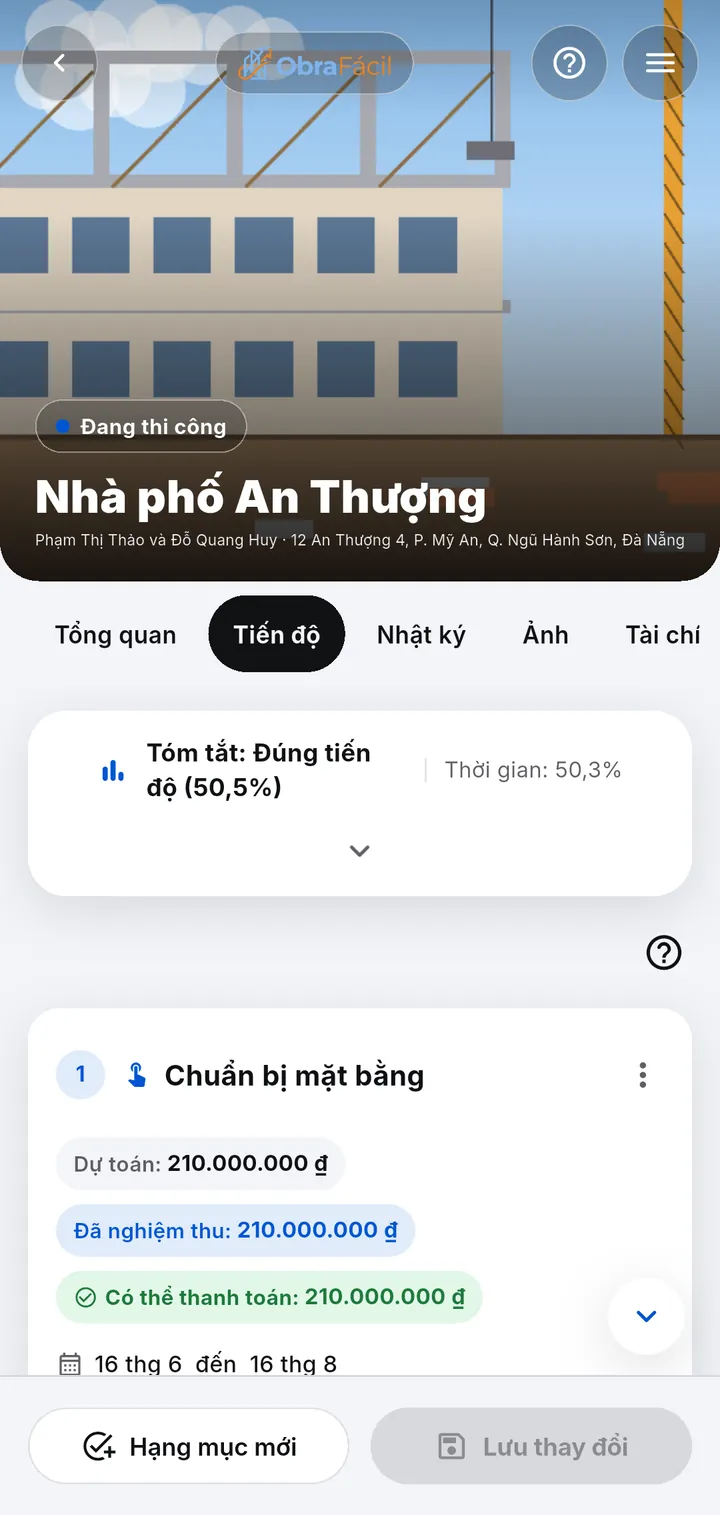 ObraFácil
Đang thi công
Nhà phố An Thượng
Phạm Thị Thảo và Đỗ Quang Huy · 12 An Thượng 4, P. Mỹ An, Q. Ngũ Hành Sơn, Đà Nẵng
Tổng quan Tiến độ Nhật ký Ảnh Tài chí
Tóm tắt: Đúng tiến
độ (50,5%)
Thời gian: 50,3%
1 Chuẩn bị mặt bằng
Dự toán: 210.000.000 ₫
Đã nghiệm thu: 210.000.000 ₫
Có thể thanh toán: 210.000.000 ₫
16 thg 6 đến 16 thg 8
Hạng mục mới
Lưu thay đổi